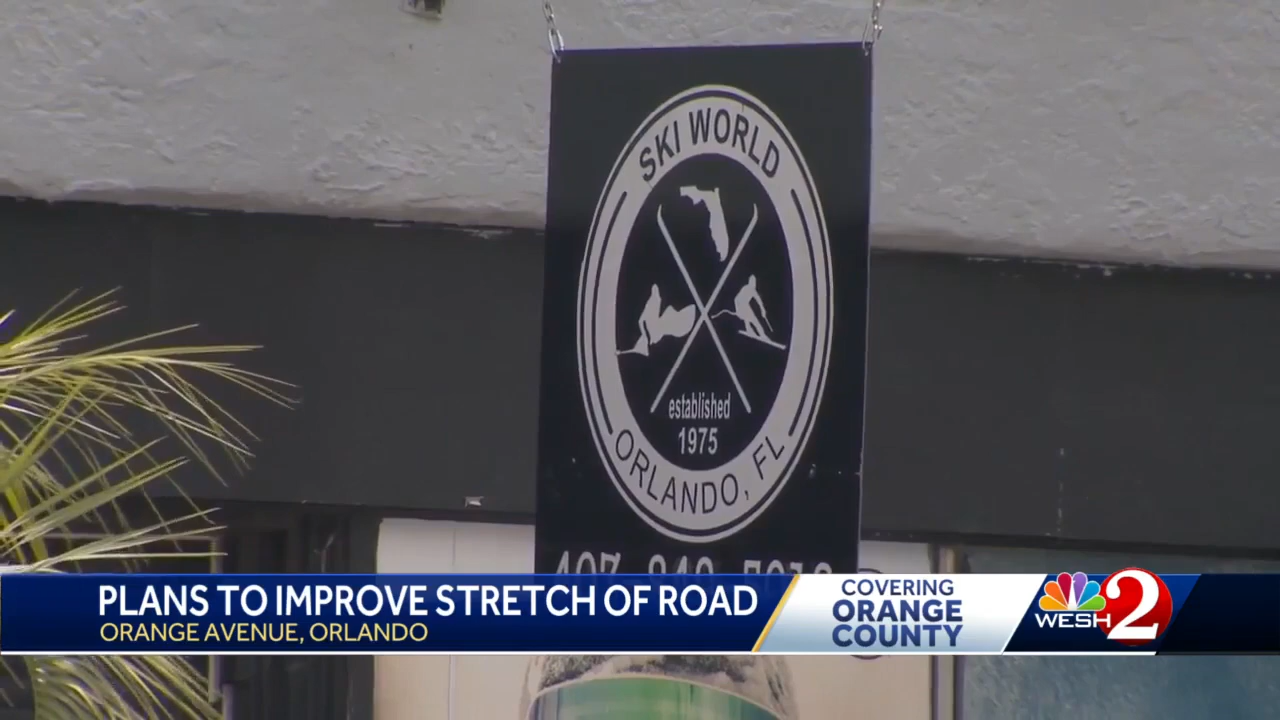 SKI WORLD
established
1975
ORLANDO, FL
PLANS TO IMPROVE STRETCH OF ROAD
ORANGE AVENUE, ORLANDO
COVERING
ORANGE
COUNTY
WESH 2